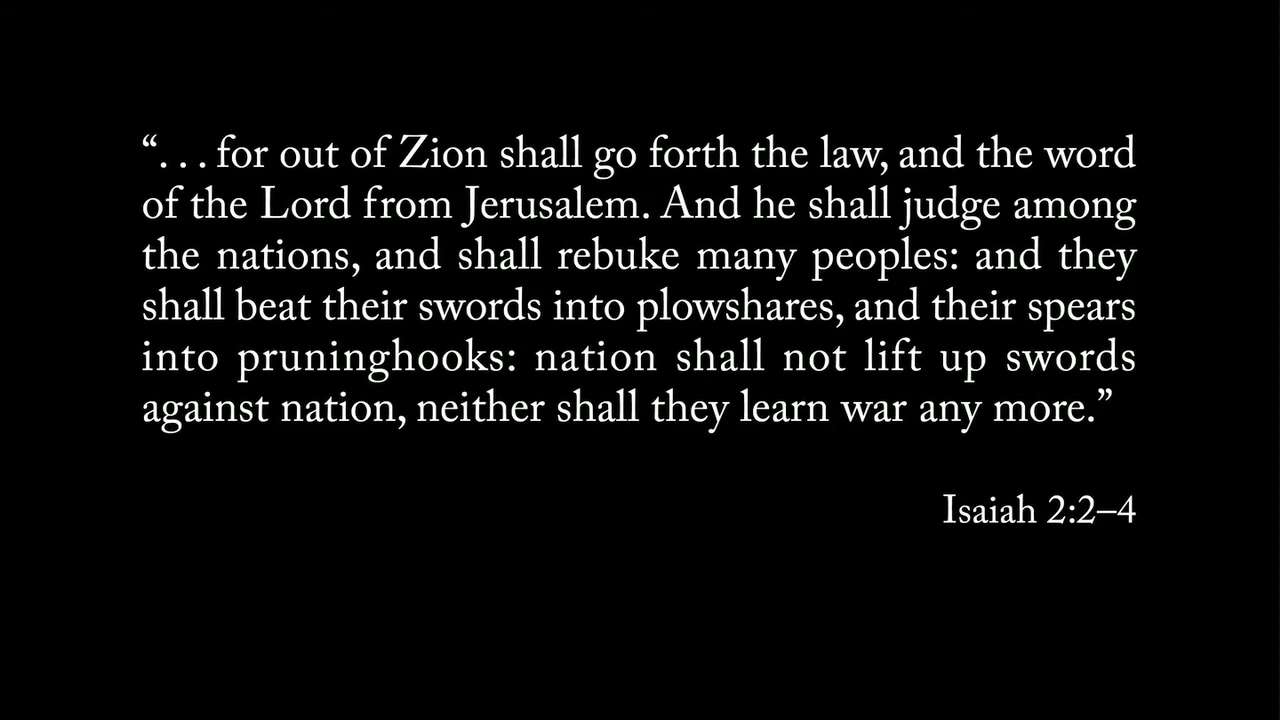 “. . . for out of Zion shall go forth the law, and the word
of the Lord from Jerusalem. And he shall judge among
the nations, and shall rebuke many peoples: and they
shall beat their swords into plowshares, and their spears
into pruninghooks: nation shall not lift up swords
against nation, neither shall they learn war any more.”
Isaiah 2:2–4